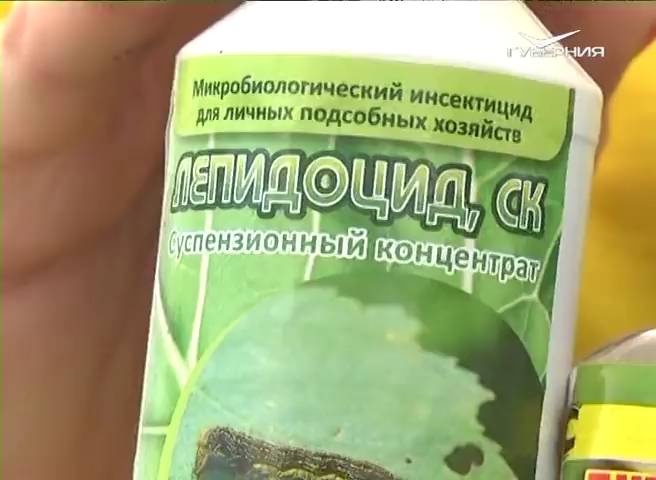 ГУБЕРНИЯ
Микробиологический инсектицид
для личных подсобных хозяйств
ЛЕПИДОЦИД, СК
Суспензионный концентрат